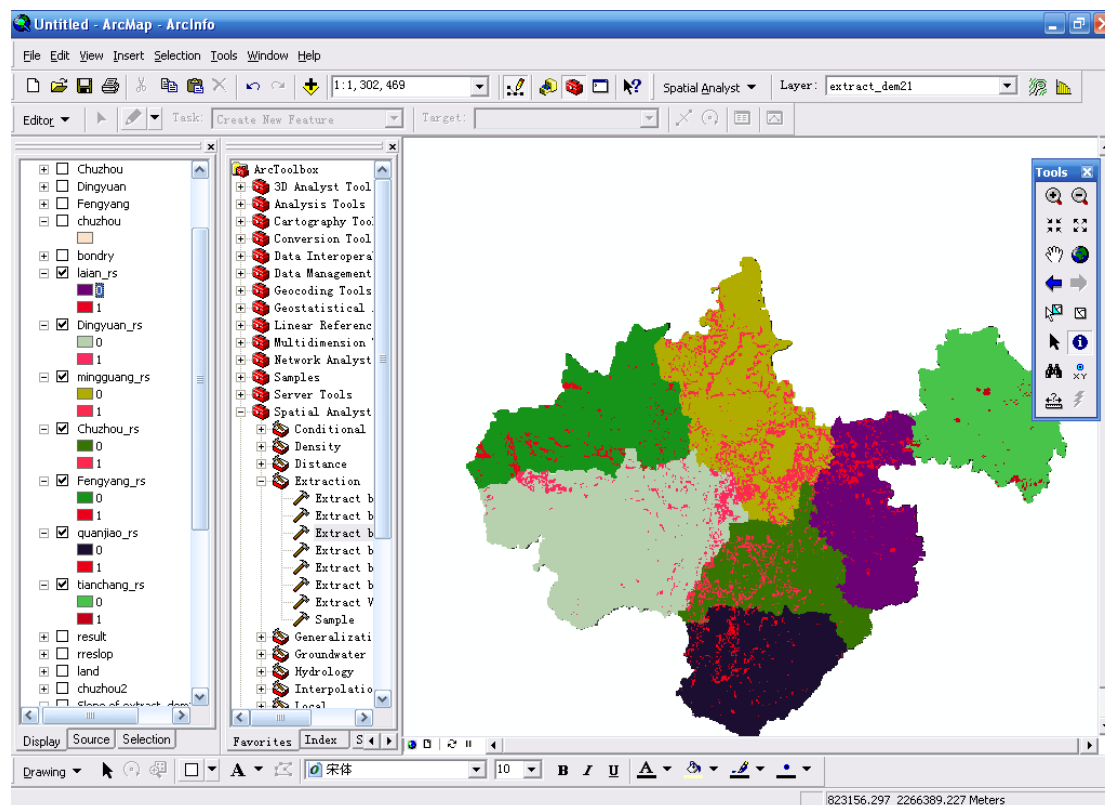 Untitled - ArcMap - ArcInfo
File Edit View Insert Selection Tools Window Help
1:1,302,469
Spatial Analyst
Layer: extract_dem21
Editor
Task: Create New Feature
Target:
Chuzhou
Dingyuan
Fengyang
chuzhou
bondry
laian_rs
0
1
Dingyuan_rs
0
1
mingguang_rs
0
1
Chuzhou_rs
0
1
Fengyang_rs
0
1
quanjiao_rs
0
1
tianchang_rs
0
1
result
rreslop
land
chuzhou2
Display Source Selection
ArcToolbox
3D Analyst Tool
Analysis Tools
Cartography Too
Conversion Tool
Data Interopera
Data Management
Geocoding Tools
Geostatistical
Linear Referenc
Multidimension
Network Analyst
Samples
Server Tools
Spatial Analyst
Conditional
Density
Distance
Extraction
Extract b
Extract b
Extract b
Extract b
Extract b
Extract b
Extract V
Sample
Generalizati
Groundwater
Hydrology
Interpolatio
Local
Favorites Index S
Tools
XY
Drawing
A
宋体
10
B I U A
823156.297 2266389.227 Meters